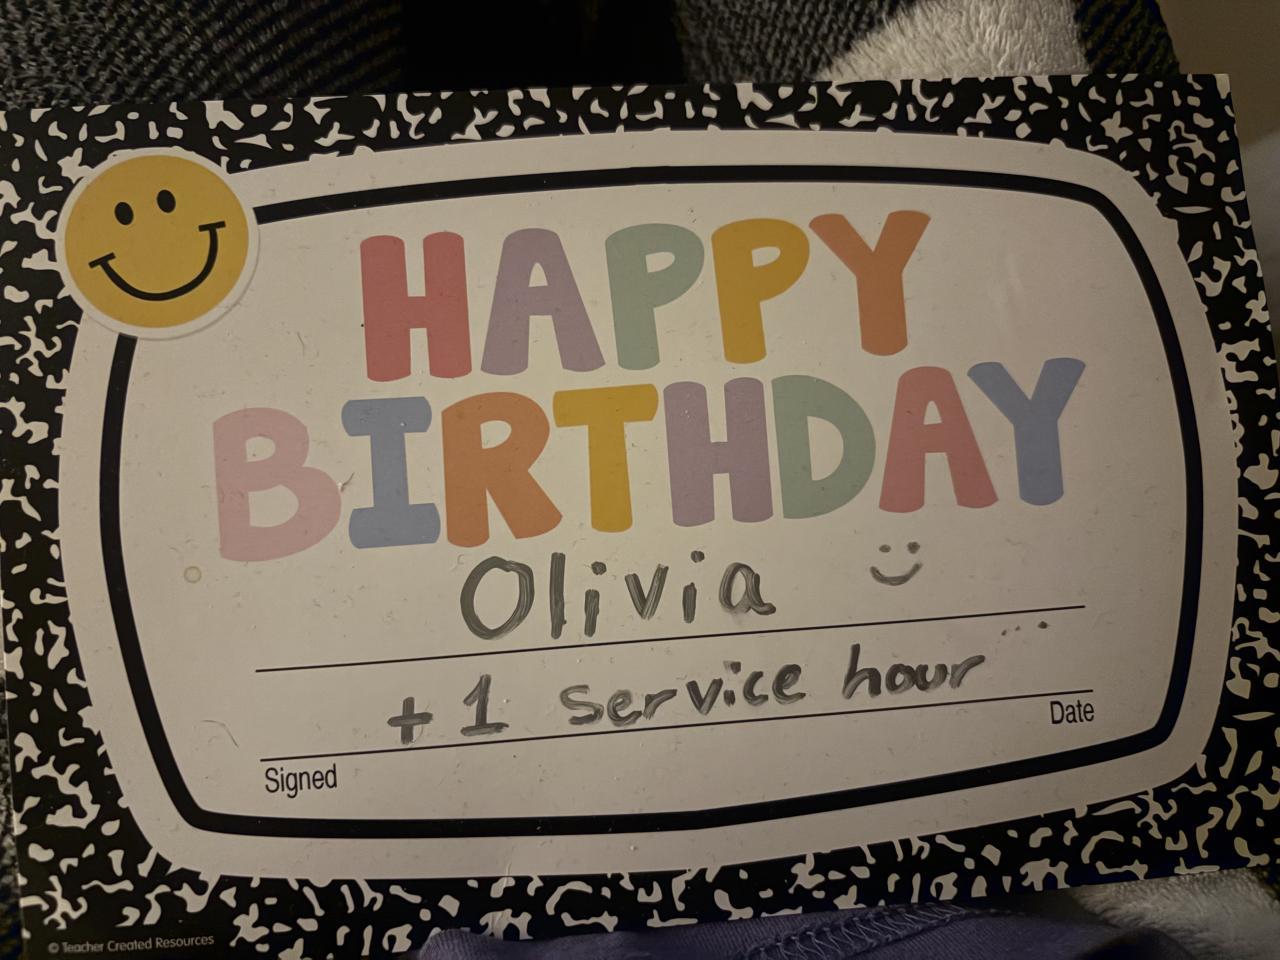 HAPPY
BIRTHDAY
Olivia
+1 service hour
Signed Date
© Teacher Created Resources